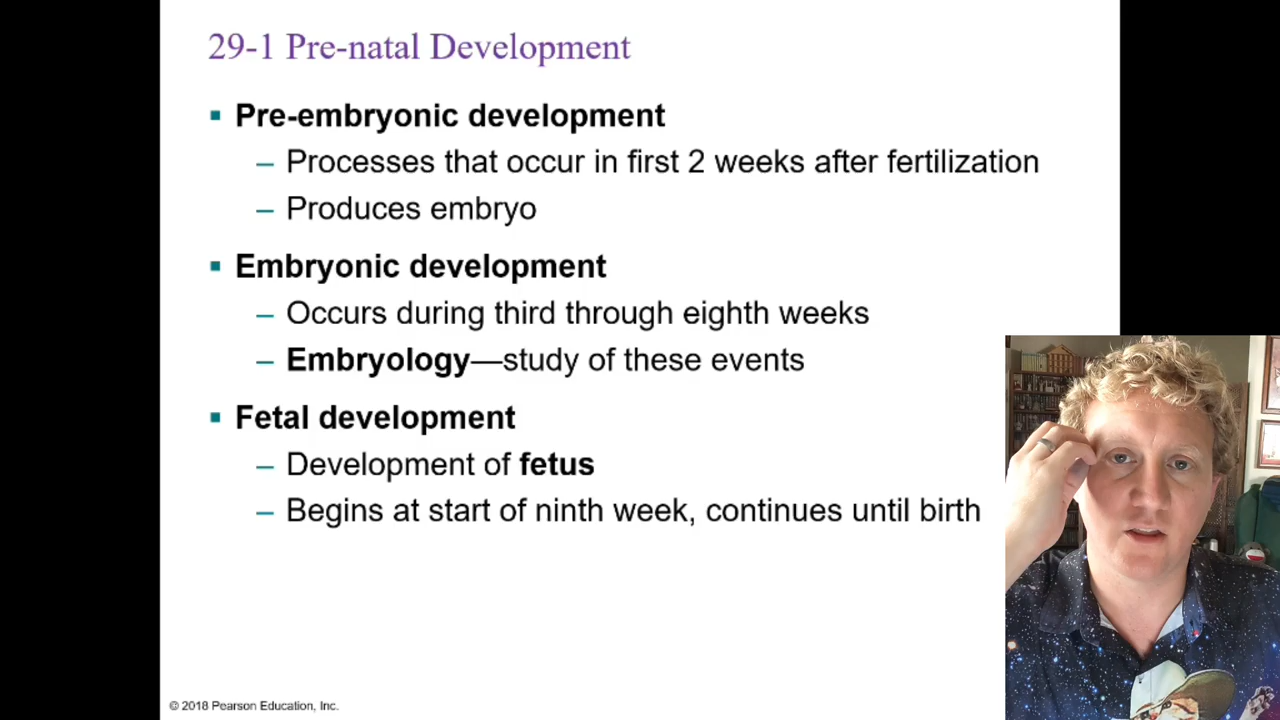 29-1 Pre-natal Development
▪ Pre-embryonic development
– Processes that occur in first 2 weeks after fertilization
– Produces embryo
▪ Embryonic development
– Occurs during third through eighth weeks
– Embryology—study of these events
▪ Fetal development
– Development of fetus
– Begins at start of ninth week, continues until birth
© 2018 Pearson Education, Inc.